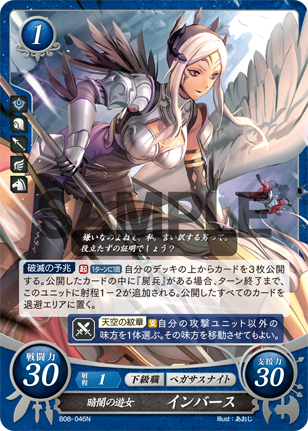 1
SAMPLE
嫌いなのよねぇ、私。言い訳する男って。
役立たずの証明でしょう？
破滅の予兆 起 1ターンに1回 自分のデッキの上からカードを3枚公開
する。公開したカードの中に「屍兵」がある場合、ターン終了まで、
このユニットに射程１－２が追加される。公開したすべてのカードを
退避エリアに置く。
天空の紋章 攻 支 自分の攻撃ユニット以外の
味方を1体選ぶ。その味方を移動させてもよい。
戦闘力 30
射程 1
下級職 ペガサスナイト
支援力 30
暗闇の遊女 インバース
B08-046N
Illust：あおじ